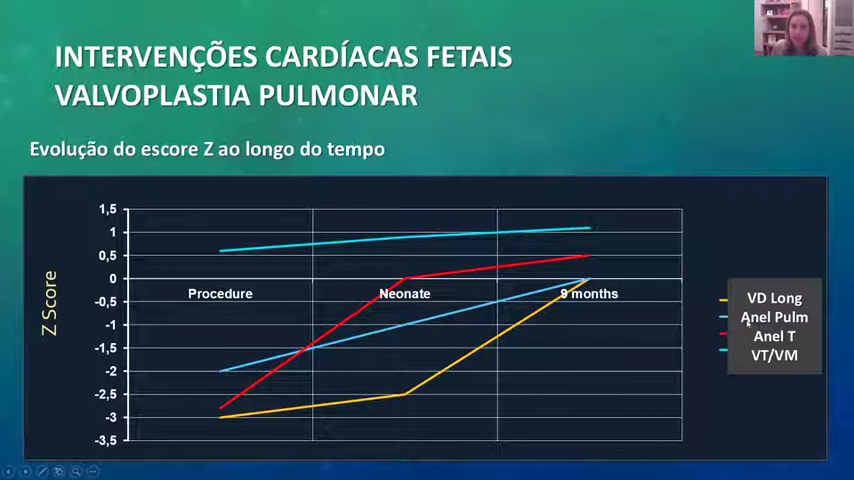 INTERVENÇÕES CARDÍACAS FETAIS
VALVOPLASTIA PULMONAR
Evolução do escore Z ao longo do tempo
Z Score
1,5
1
0,5
0
-0,5
-1
-1,5
-2
-2,5
-3
-3,5
Procedure
Neonate
9 months
VD Long
Anel Pulm
Anel T
VT/VM